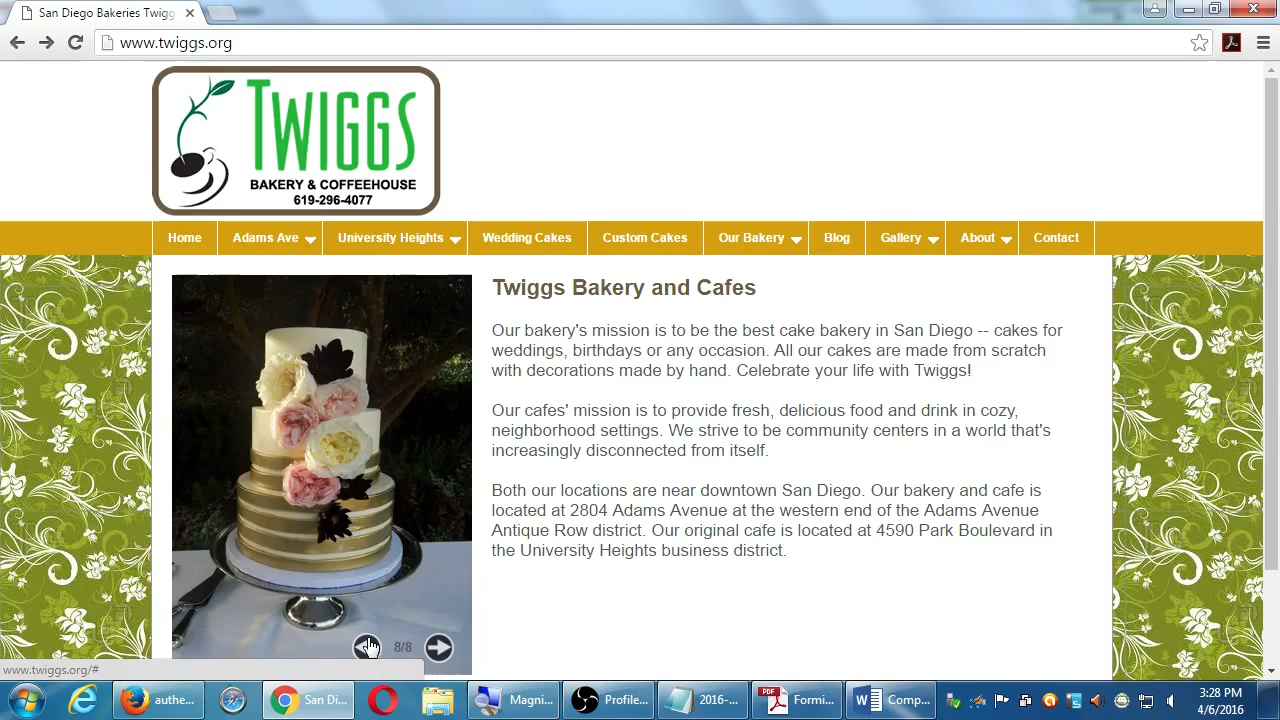 San Diego Bakeries Twigg
www.twiggs.org
TWIGGS
BAKERY & COFFEEHOUSE
619-296-4077
Home Adams Ave University Heights Wedding Cakes Custom Cakes Our Bakery Blog Gallery About Contact
Twiggs Bakery and Cafes
Our bakery's mission is to be the best cake bakery in San Diego -- cakes for
weddings, birthdays or any occasion. All our cakes are made from scratch
with decorations made by hand. Celebrate your life with Twiggs!
Our cafes' mission is to provide fresh, delicious food and drink in cozy,
neighborhood settings. We strive to be community centers in a world that's
increasingly disconnected from itself.
Both our locations are near downtown San Diego. Our bakery and cafe is
located at 2804 Adams Avenue at the western end of the Adams Avenue
Antique Row district. Our original cafe is located at 4590 Park Boulevard in
the University Heights business district.
8/8
www.twiggs.org/#
authe... San Di... Magni... Profile... 2016-... Formi... Comp...
3:28 PM
4/6/2016